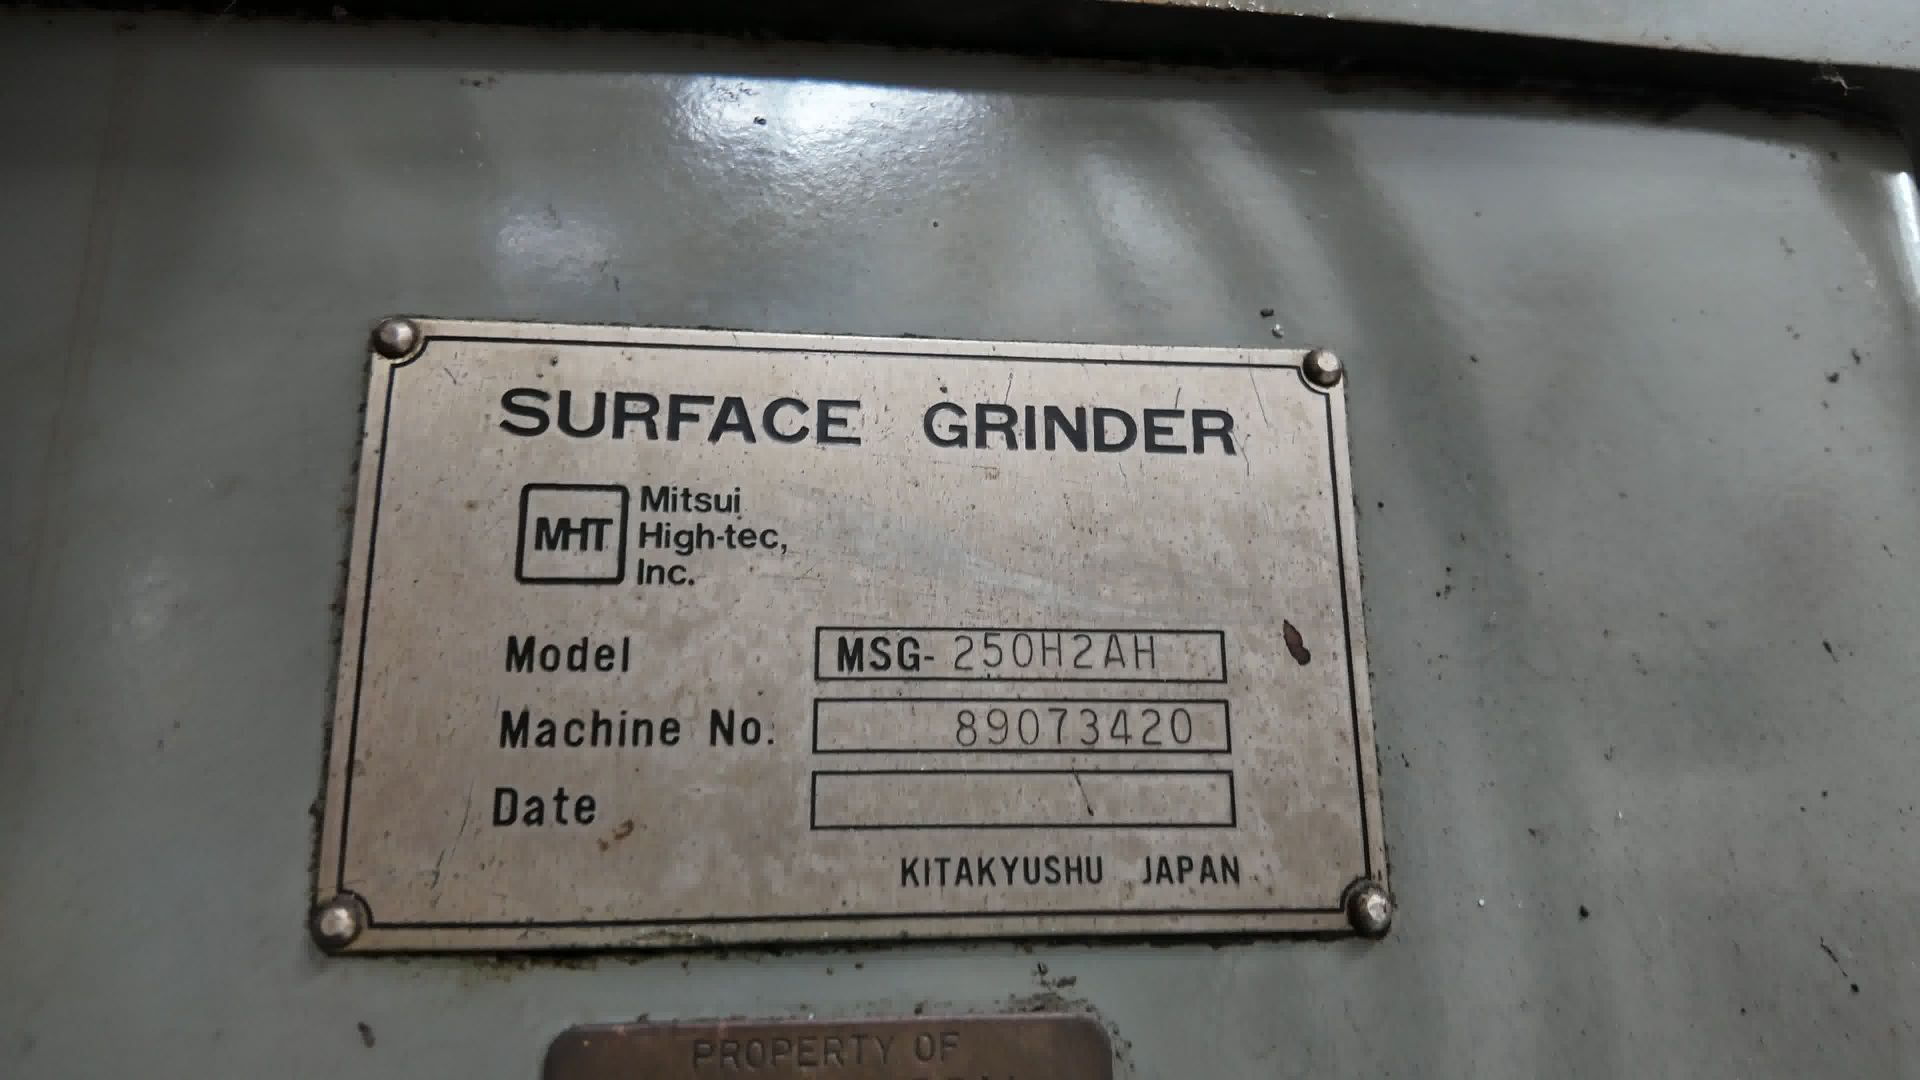 SURFACE GRINDER
MHT
Mitsui
High-tec,
Inc.
Model MSG-250H2AH
Machine No. 89073420
Date
KITAKYUSHU JAPAN
PROPERTY OF